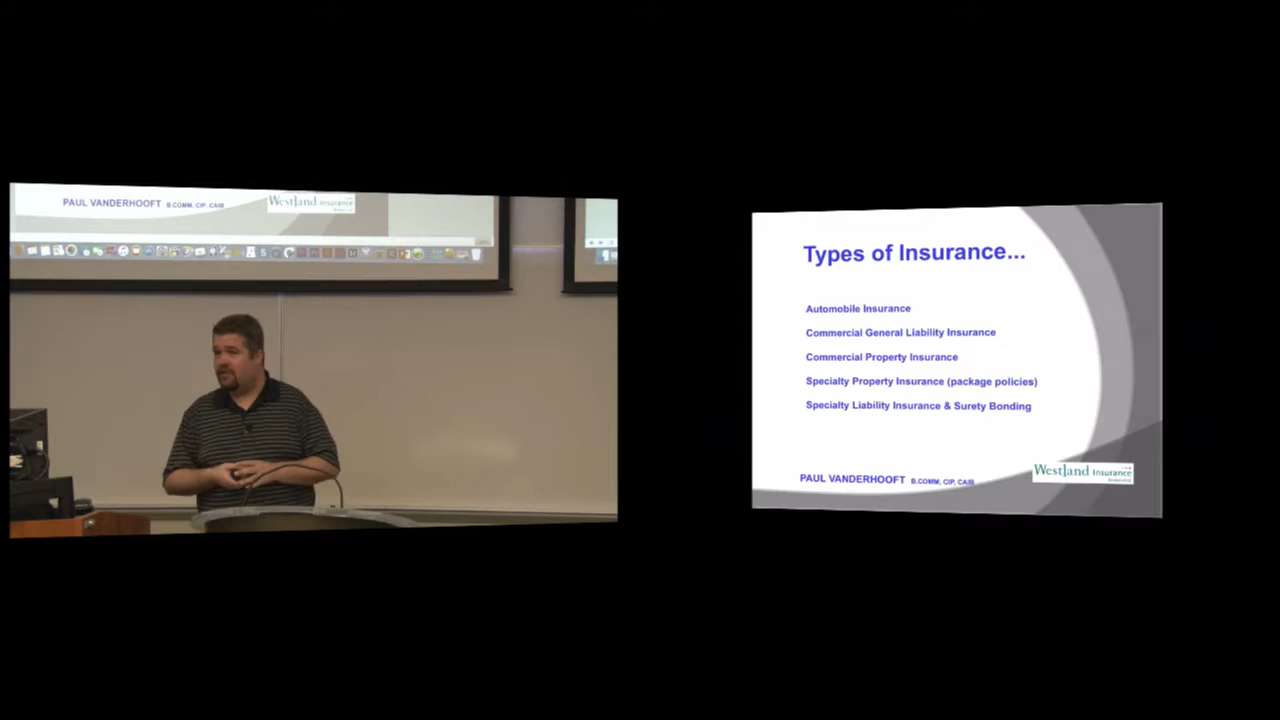 PAUL VANDERHOOFT B.COMM, CIP, CAIB
Westland Insurance
Types of Insurance...
Automobile Insurance
Commercial General Liability Insurance
Commercial Property Insurance
Specialty Property Insurance (package policies)
Specialty Liability Insurance & Surety Bonding
PAUL VANDERHOOFT B.COMM, CIP, CAIB
Westland Insurance